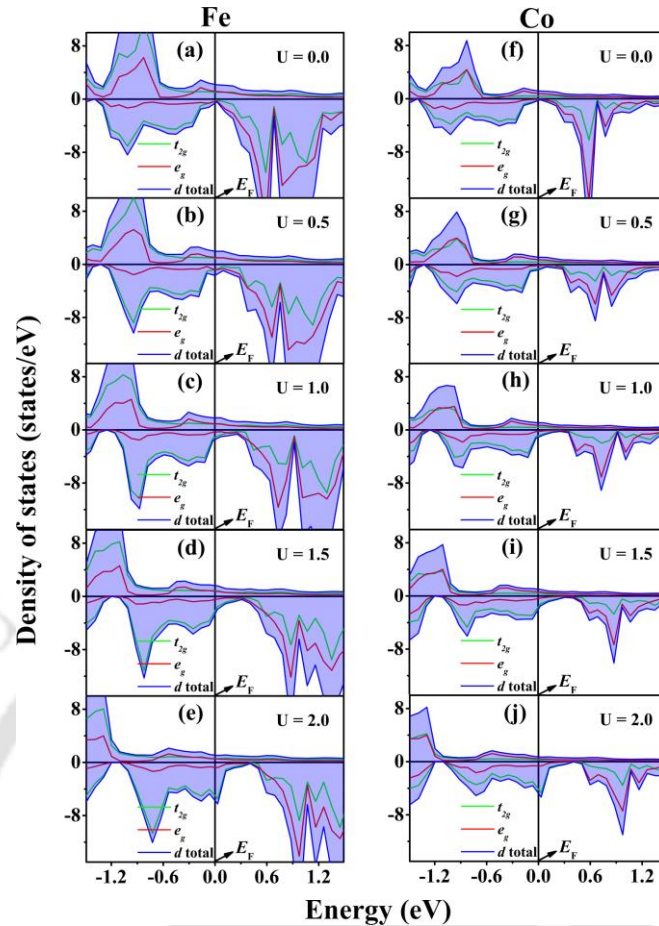 Fe
Co
Density of states (states/eV)
(a)
U = 0.0
8
0
-8
t2g
eg
d total
EF
(f)
U = 0.0
8
0
-8
t2g
eg
d total
EF
(b)
U = 0.5
8
0
-8
t2g
eg
d total
EF
(g)
U = 0.5
8
0
-8
t2g
eg
d total
EF
(c)
U = 1.0
8
0
-8
t2g
eg
d total
EF
(h)
U = 1.0
8
0
-8
t2g
eg
d total
EF
(d)
U = 1.5
8
0
-8
t2g
eg
d total
EF
(i)
U = 1.5
8
0
-8
t2g
eg
d total
EF
(e)
U = 2.0
8
0
-8
t2g
eg
d total
EF
(j)
U = 2.0
8
0
-8
t2g
eg
d total
EF
-1.2 -0.6 0.0 0.6 1.2
-1.2 -0.6 0.0 0.6 1.2
Energy (eV)